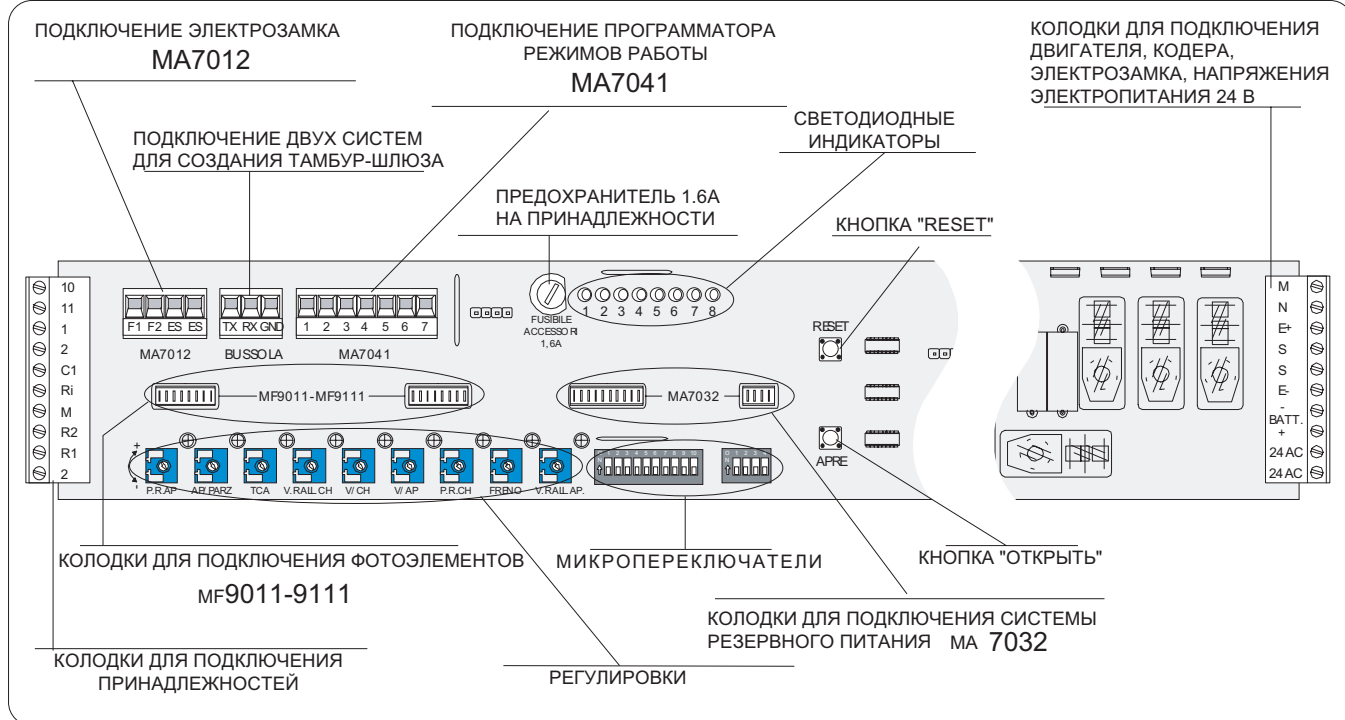 ПОДКЛЮЧЕНИЕ ЭЛЕКТРОЗАМКА
МА7012
ПОДКЛЮЧЕНИЕ ПРОГРАММАТОРА
РЕЖИМОВ РАБОТЫ
МА7041
КОЛОДКИ ДЛЯ ПОДКЛЮЧЕНИЯ
ДВИГАТЕЛЯ, КОДЕРА,
ЭЛЕКТРОЗАМКА, НАПРЯЖЕНИЯ
ЭЛЕКТРОПИТАНИЯ 24 В
ПОДКЛЮЧЕНИЕ ДВУХ СИСТЕМ
ДЛЯ СОЗДАНИЯ ТАМБУР-ШЛЮЗА
СВЕТОДИОДНЫЕ
ИНДИКАТОРЫ
ПРЕДОХРАНИТЕЛЬ 1.6А
НА ПРИНАДЛЕЖНОСТИ
КНОПКА "RESET"
10
11
1
2
C1
Ri
M
R2
R1
2
F1 F2 ES ES
MA7012
TX RX GND
BUSSOLA
1 2 3 4 5 6 7
MA7041
FUSIBILE
ACCESSORI
1,6A
1 2 3 4 5 6 7 8
RESET
MF9011-MF9111
MA7032
APRE
+
-
P.R.AP AP/PARZ TCA V.RAIL.CH V/CH V/AP P.R.CH FRENO V.RAIL.AP.
M
N
E+
S
S
E-
-
BATT.
+
24 AC
24 AC
КОЛОДКИ ДЛЯ ПОДКЛЮЧЕНИЯ ФОТОЭЛЕМЕНТОВ
MF9011-9111
МИКРОПЕРЕКЛЮЧАТЕЛИ
КНОПКА "ОТКРЫТЬ"
КОЛОДКИ ДЛЯ ПОДКЛЮЧЕНИЯ СИСТЕМЫ
РЕЗЕРВНОГО ПИТАНИЯ МА 7032
КОЛОДКИ ДЛЯ ПОДКЛЮЧЕНИЯ
ПРИНАДЛЕЖНОСТЕЙ
РЕГУЛИРОВКИ